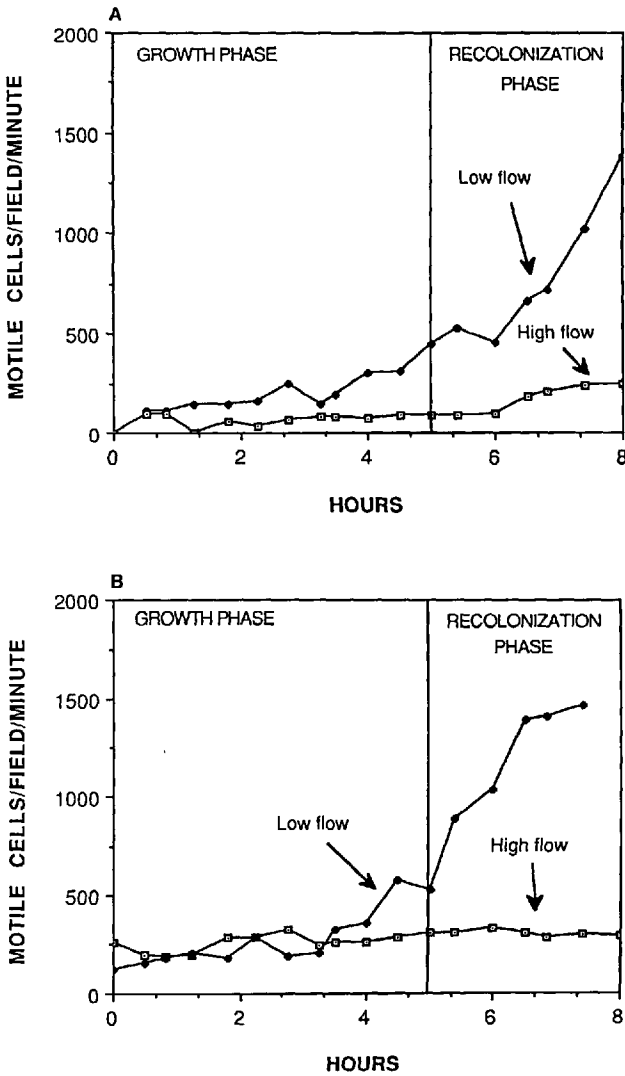 A
2000
GROWTH PHASE
RECOLONIZATION
PHASE
1500
Low flow
1000
High flow
500
0
0 2 4 6 8
HOURS
MOTILE CELLS/FIELD/MINUTE
B
2000
GROWTH PHASE
RECOLONIZATION
PHASE
1500
1000
Low flow
High flow
500
0
0 2 4 6 8
HOURS
MOTILE CELLS/FIELD/MINUTE